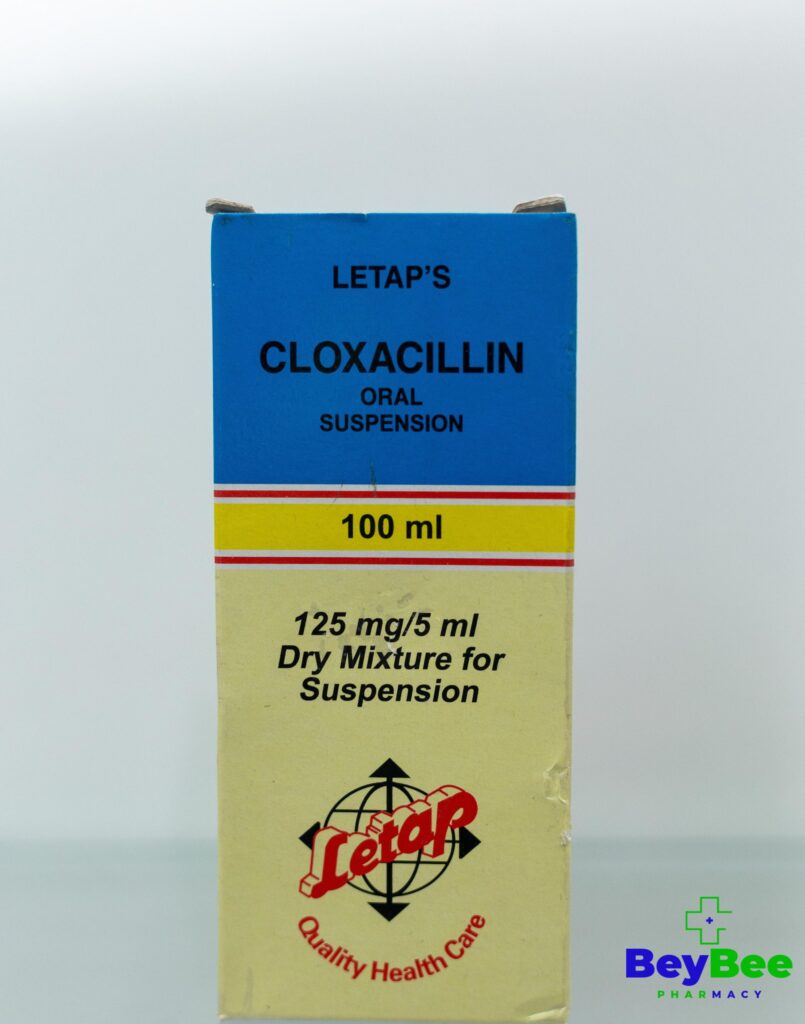 LETAP'S
CLOXACILLIN
ORAL
SUSPENSION
100 ml
125 mg/5 ml
Dry Mixture for
Suspension
Letap
Quality Health Care
BeyBee
PHARMACY